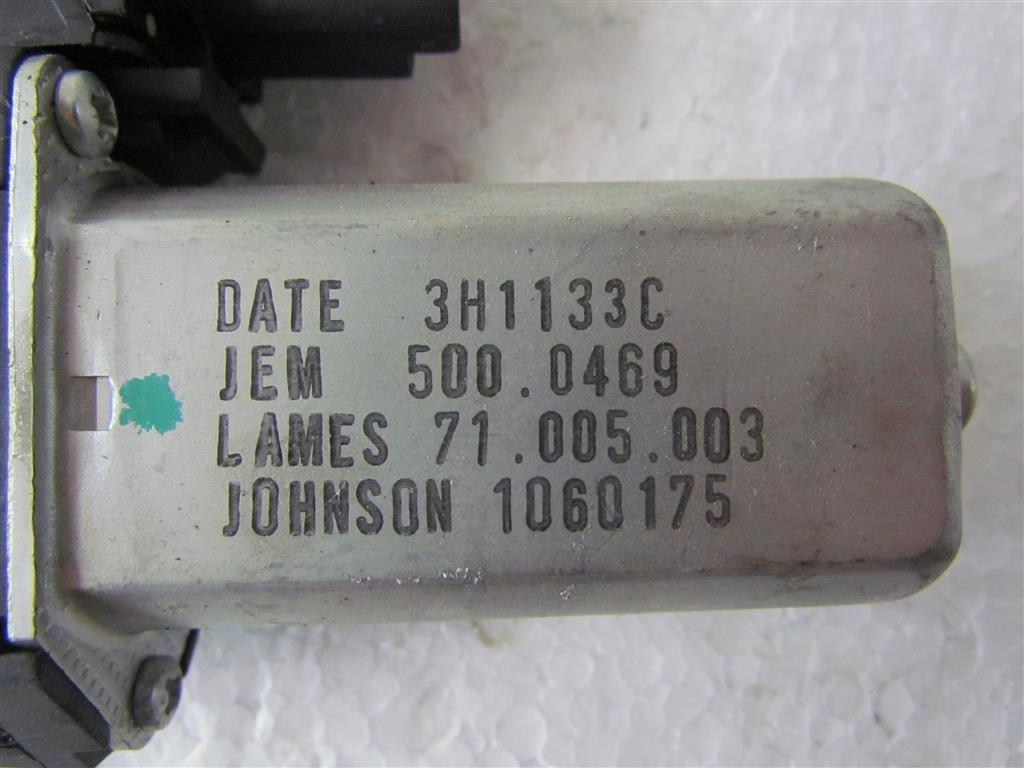 DATE 3H1133C
JEM 500.0469
LAMES 71.005.003
JOHNSON 1060175